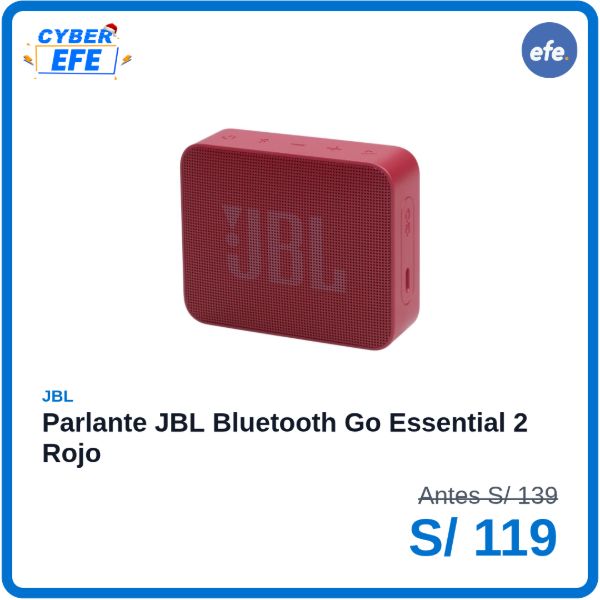 CYBER
EFE
efe.
JBL
JBL
Parlante JBL Bluetooth Go Essential 2
Rojo
Antes S/ 139
S/ 119